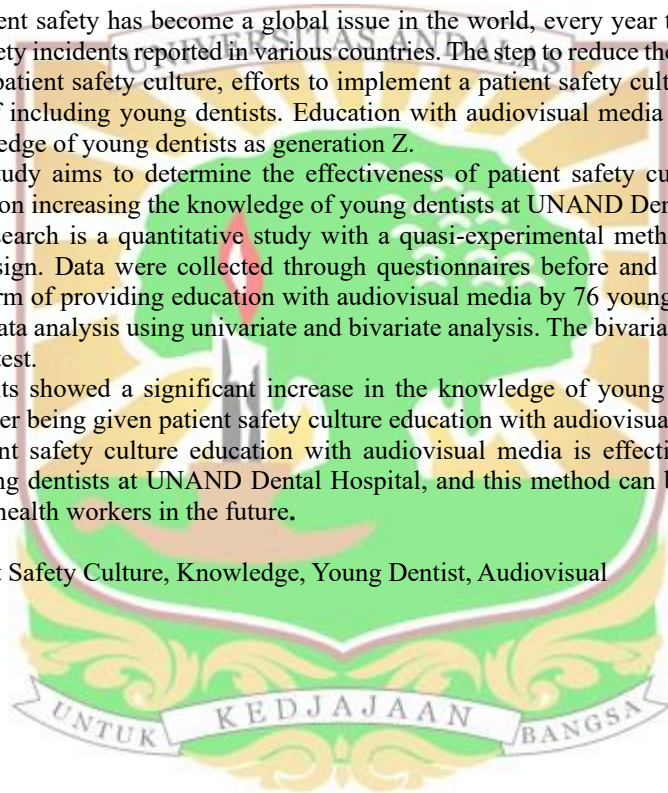 ent safety has become a global issue in the world, every year t
ety incidents reported in various countries. The step to reduce the
patient safety culture, efforts to implement a patient safety cult
f including young dentists. Education with audiovisual media
edge of young dentists as generation Z.
tudy aims to determine the effectiveness of patient safety cu
on increasing the knowledge of young dentists at UNAND Den
search is a quantitative study with a quasi-experimental meth
sign. Data were collected through questionnaires before and
rm of providing education with audiovisual media by 76 young
ata analysis using univariate and bivariate analysis. The bivaria
test.
ts showed a significant increase in the knowledge of young
er being given patient safety culture education with audiovisua
nt safety culture education with audiovisual media is effecti
ng dentists at UNAND Dental Hospital, and this method can b
health workers in the future.
t Safety Culture, Knowledge, Young Dentist, Audiovisual
UNIVERSITAS ANDALAS
UNTUK KEDJAJAAN BANGSA